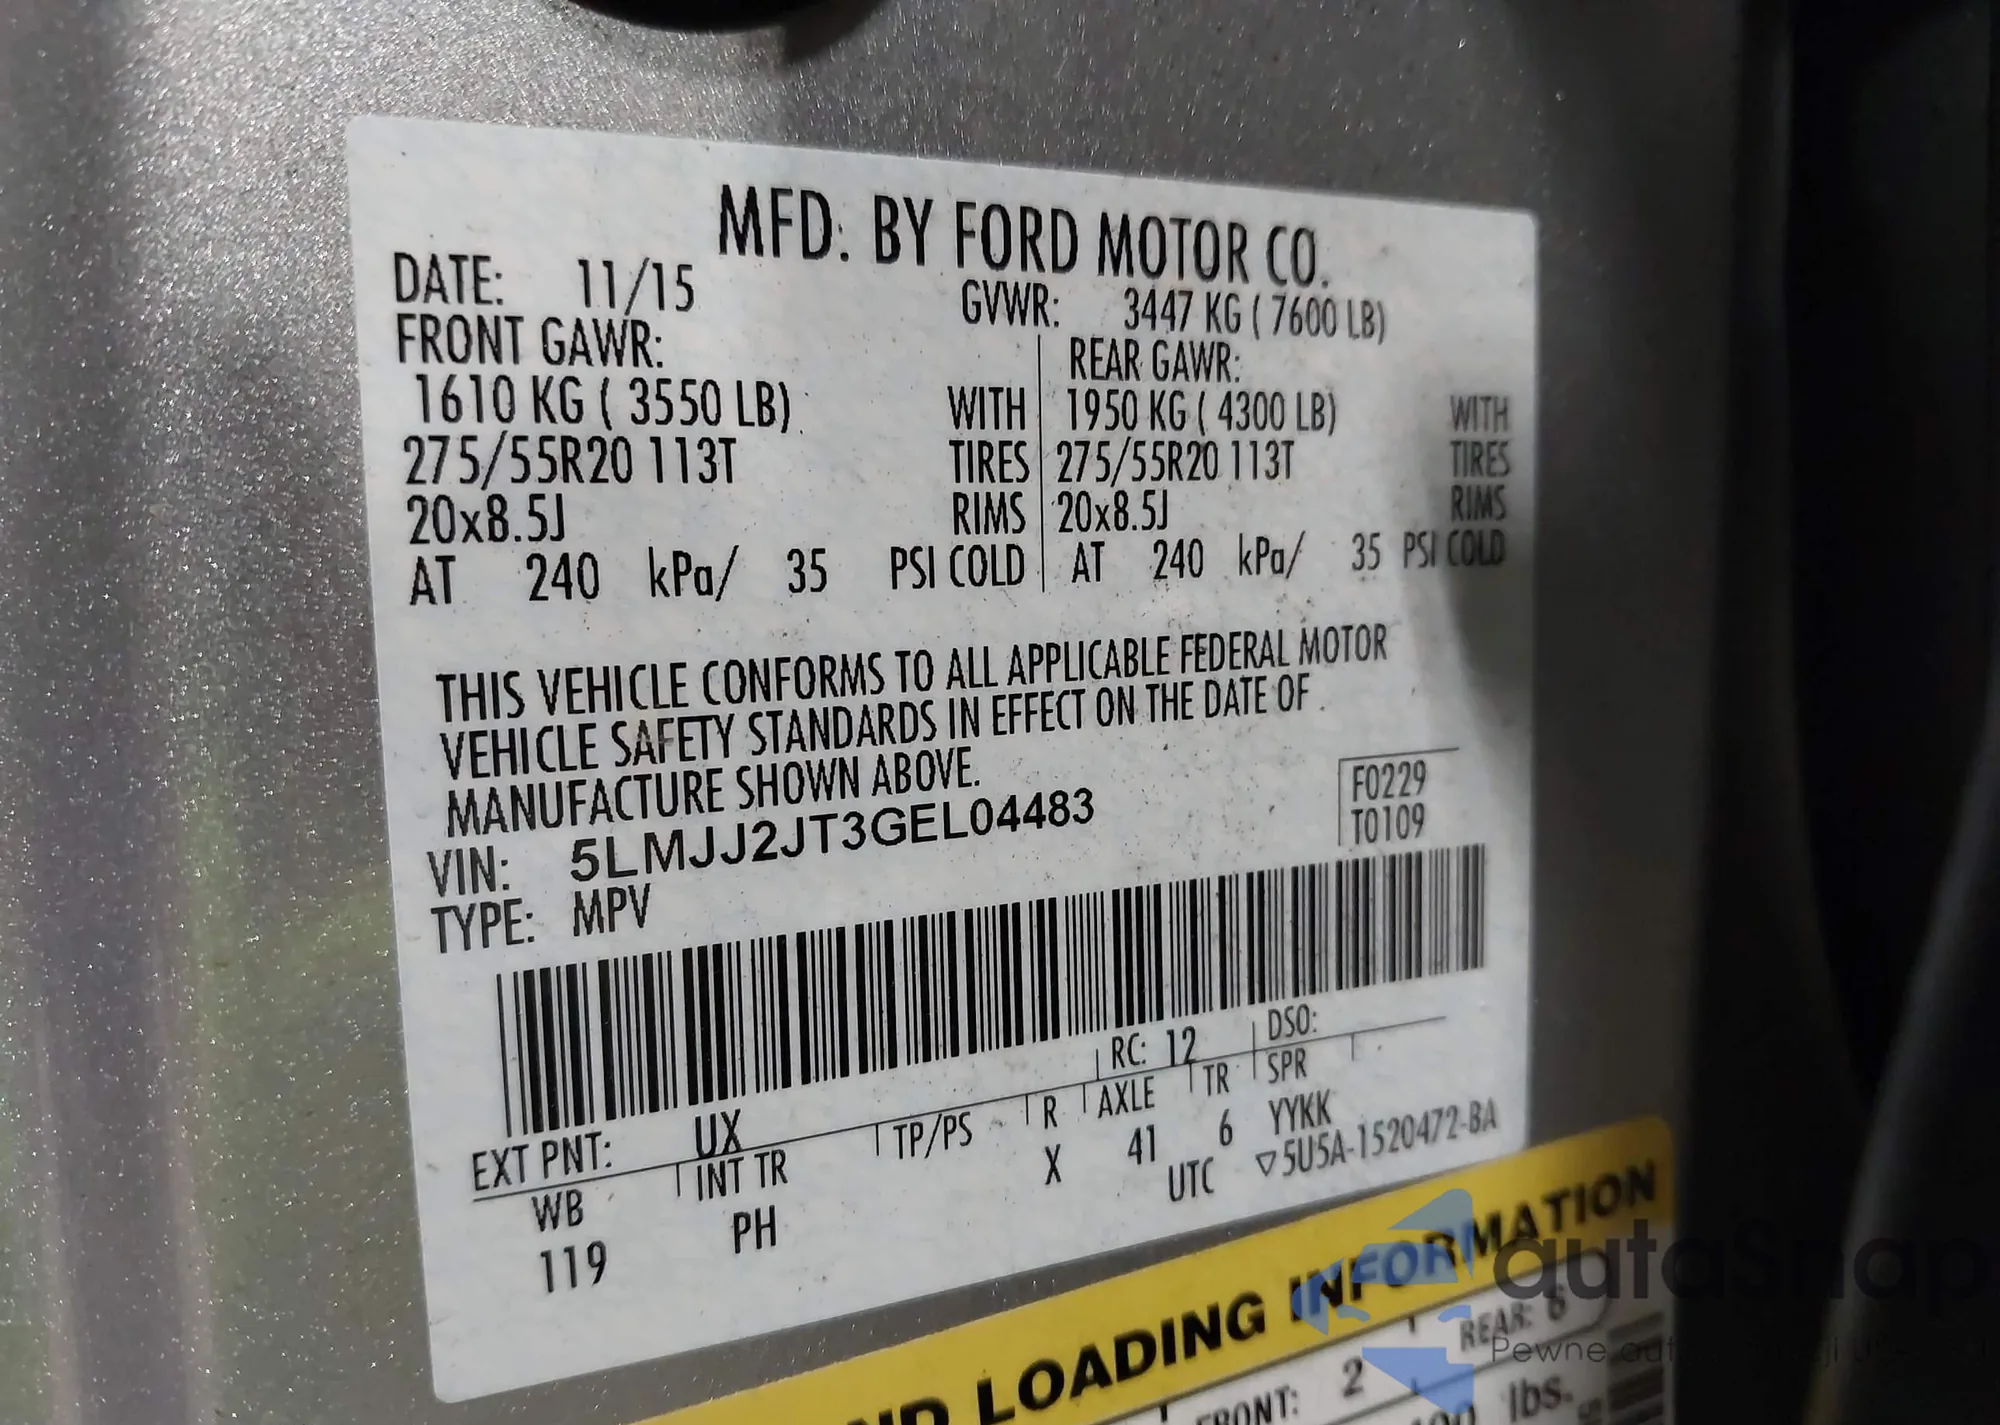 MFD. BY FORD MOTOR CO.
DATE: 11/15 GVWR: 3447 KG ( 7600 LB)
FRONT GAWR: REAR GAWR:
1610 KG ( 3550 LB) WITH 1950 KG ( 4300 LB) WITH
275/55R20 113T TIRES 275/55R20 113T TIRES
20x8.5J RIMS 20x8.5J RIMS
AT 240 kPa/ 35 PSI COLD AT 240 kPa/ 35 PSI COLD
THIS VEHICLE CONFORMS TO ALL APPLICABLE FEDERAL MOTOR
VEHICLE SAFETY STANDARDS IN EFFECT ON THE DATE OF
MANUFACTURE SHOWN ABOVE.
F0229
T0109
VIN: 5LMJJ2JT3GEL04483
TYPE: MPV
EXT PNT: UX RC: 12 DSO:
WB INT TR TP/PS R AXLE TR SPR
119 PH X 41 6 YYKK
UTC ▽5U5A-1520472-BA
LOADING INFORMATION
FRONT: 2 REAR: 6
lbs.
autaSnap
Pewne